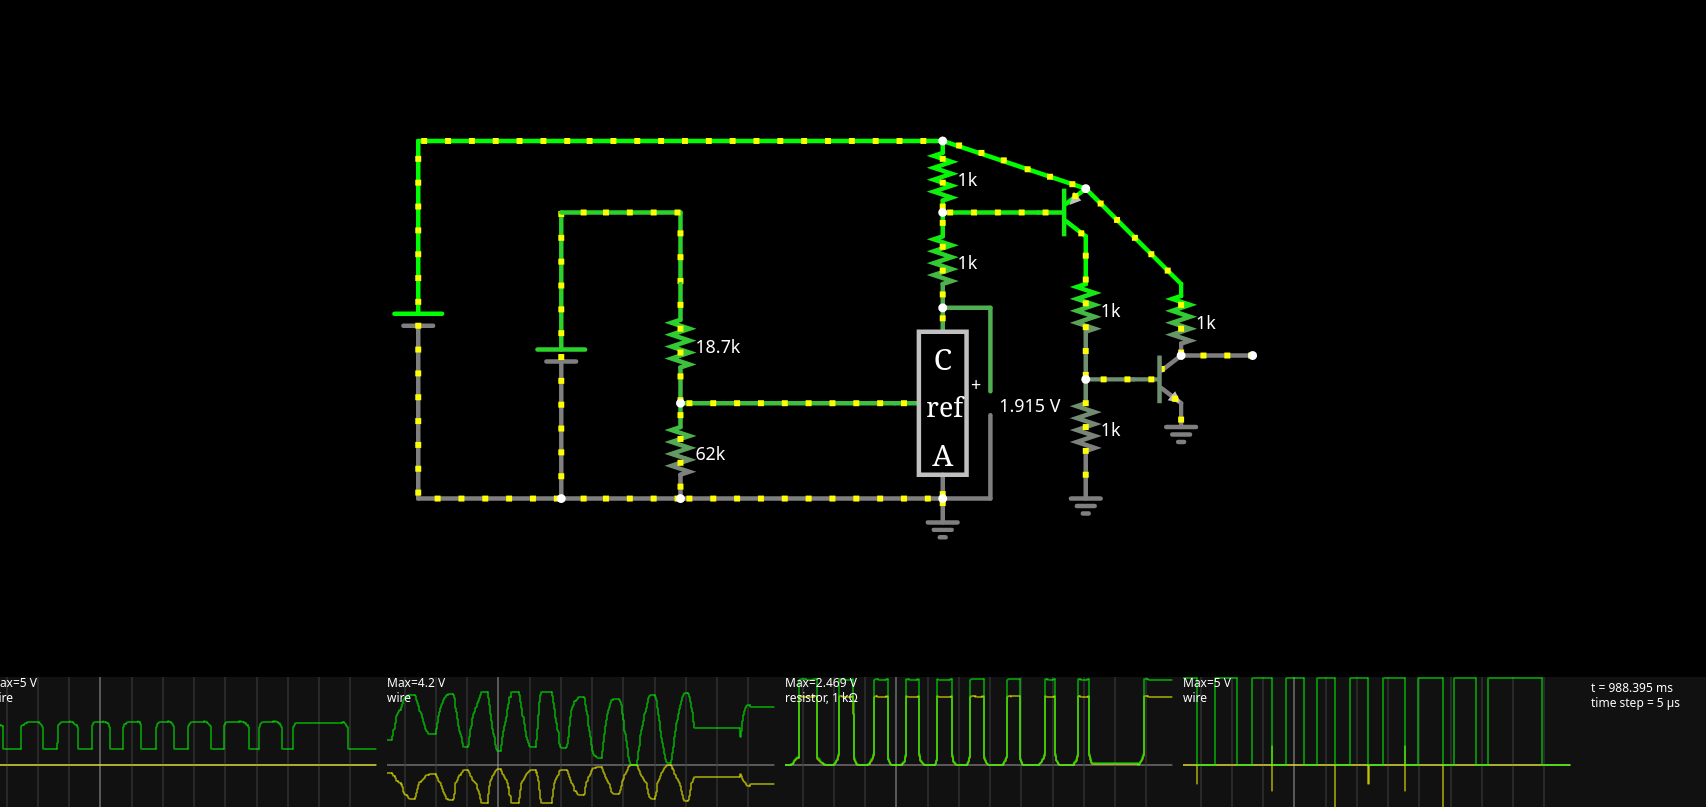 1k
1k
1k
1k
18.7k
C
+
ref
1.915 V
62k
1k
A
ax=5 V
ire
Max=4.2 V
wire
Max=2.469 V
resistor, 1 kΩ
Max=5 V
wire
t = 988.395 ms
time step = 5 µs